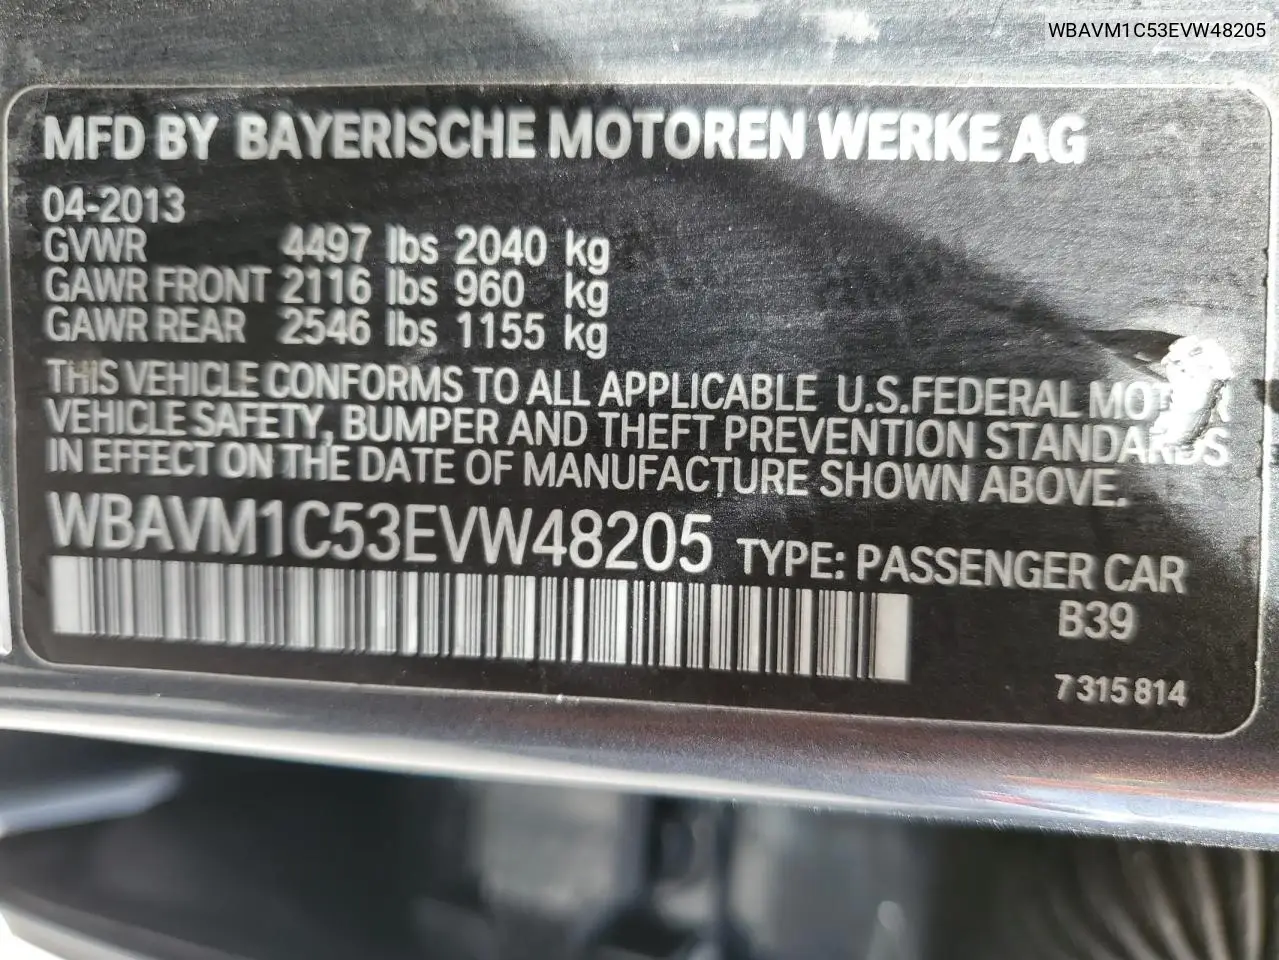 WBAVM1C53EVW48205
MFD BY BAYERISCHE MOTOREN WERKE AG
04-2013
GVWR 4497 lbs 2040 kg
GAWR FRONT 2116 lbs 960 kg
GAWR REAR 2546 lbs 1155 kg
THIS VEHICLE CONFORMS TO ALL APPLICABLE U.S.FEDERAL MOTOR
VEHICLE SAFETY, BUMPER AND THEFT PREVENTION STANDARDS
IN EFFECT ON THE DATE OF MANUFACTURE SHOWN ABOVE.
WBAVM1C53EVW48205 TYPE: PASSENGER CAR
B39
7 315 814